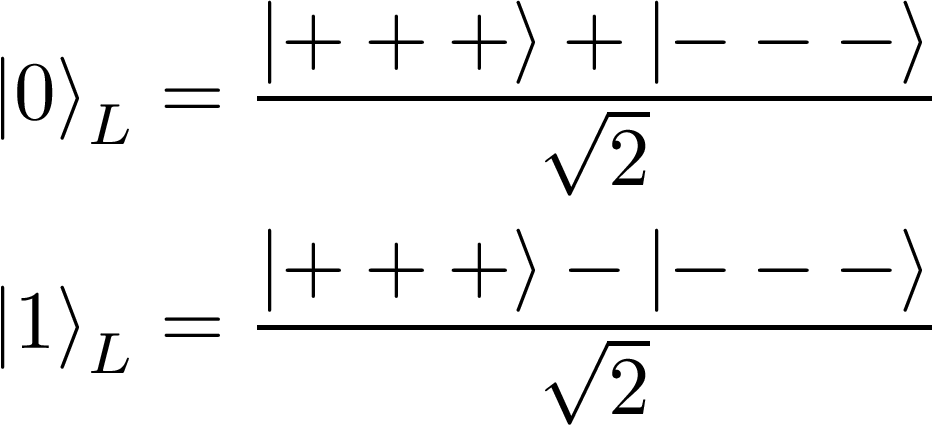 |0⟩_L = (|+ + +⟩ + |− − −⟩) / √2
|1⟩_L = (|+ + +⟩ − |− − −⟩) / √2